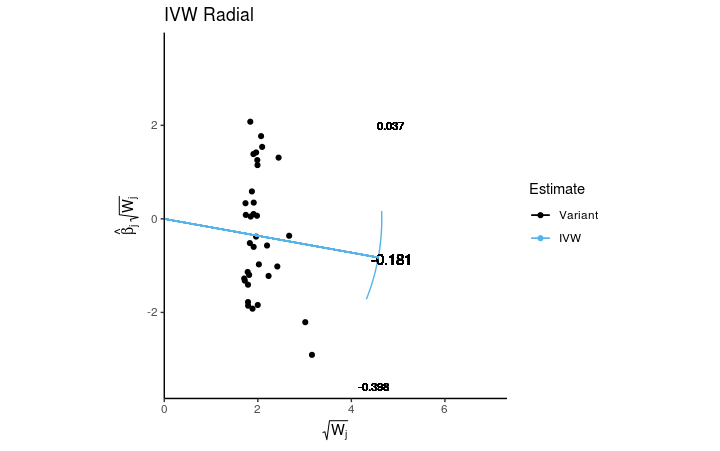 IVW Radial
β̂ⱼ√Wⱼ
2
0
-2
0.037
-0.181
-0.398
0
2
4
6
√Wⱼ
Estimate
Variant
IVW